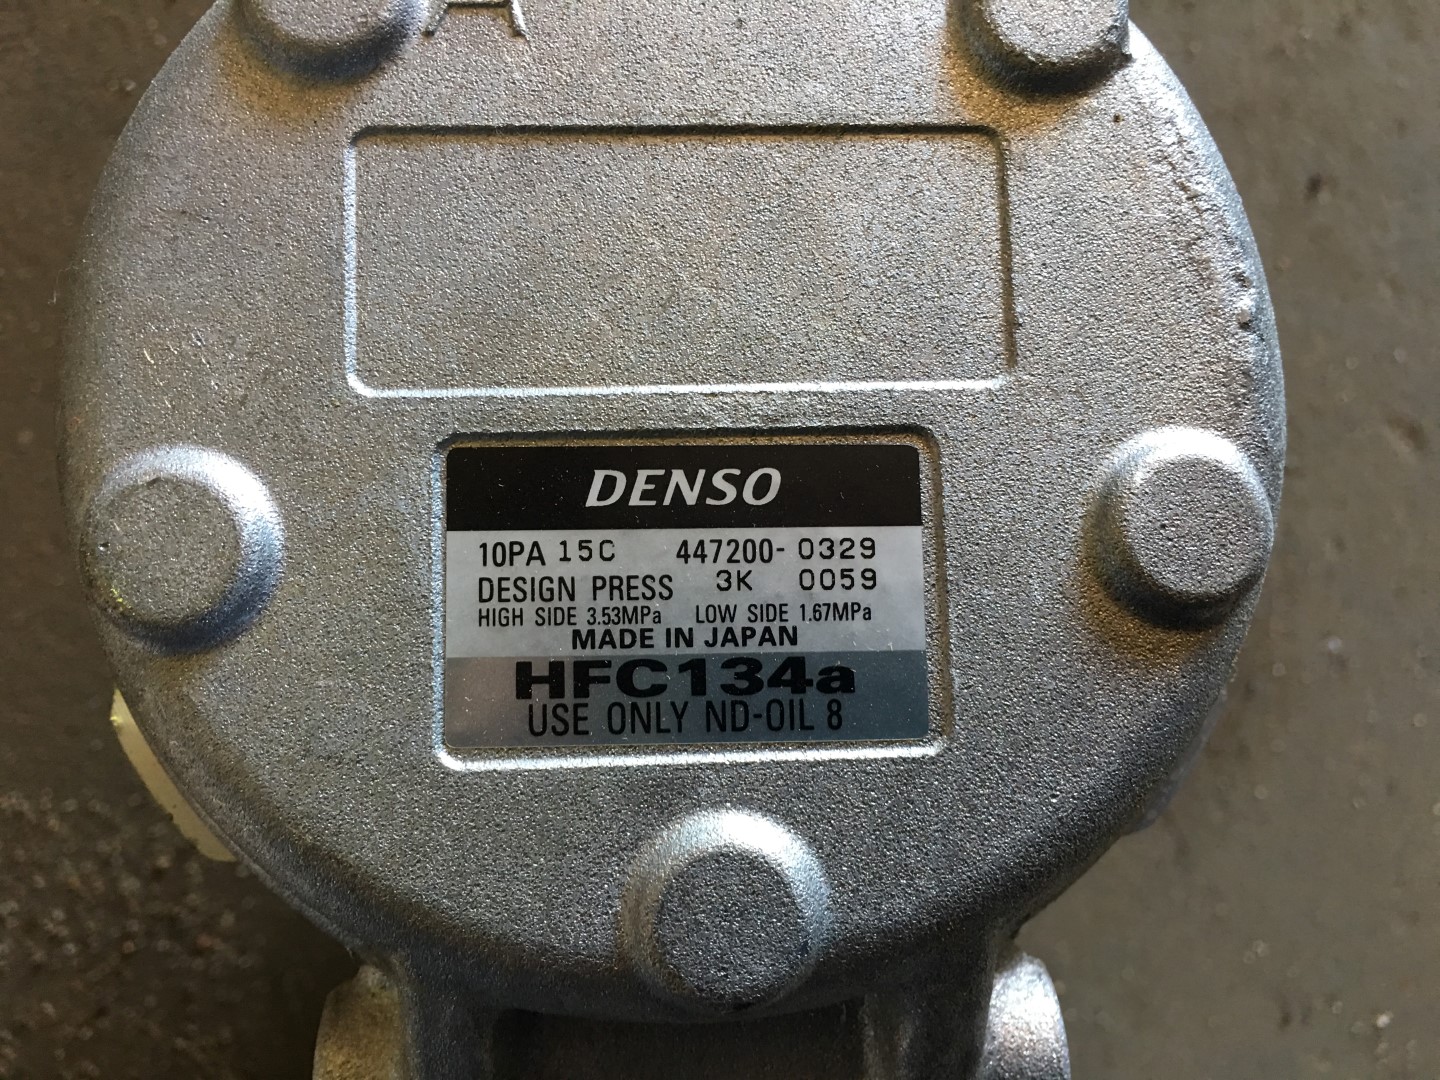 A
DENSO
10PA 15C 447200- 0329
DESIGN PRESS 3K 0059
HIGH SIDE 3.53MPa LOW SIDE 1.67MPa
MADE IN JAPAN
HFC134a
USE ONLY ND-OIL 8